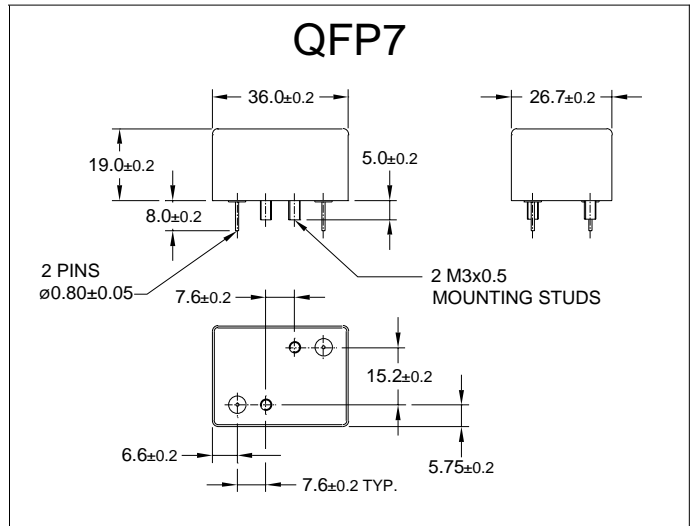 QFP7
36.0±0.2
26.7±0.2
19.0±0.2
5.0±0.2
8.0±0.2
2 PINS
ø0.80±0.05
2 M3x0.5
MOUNTING STUDS
7.6±0.2
15.2±0.2
6.6±0.2
5.75±0.2
7.6±0.2 TYP.